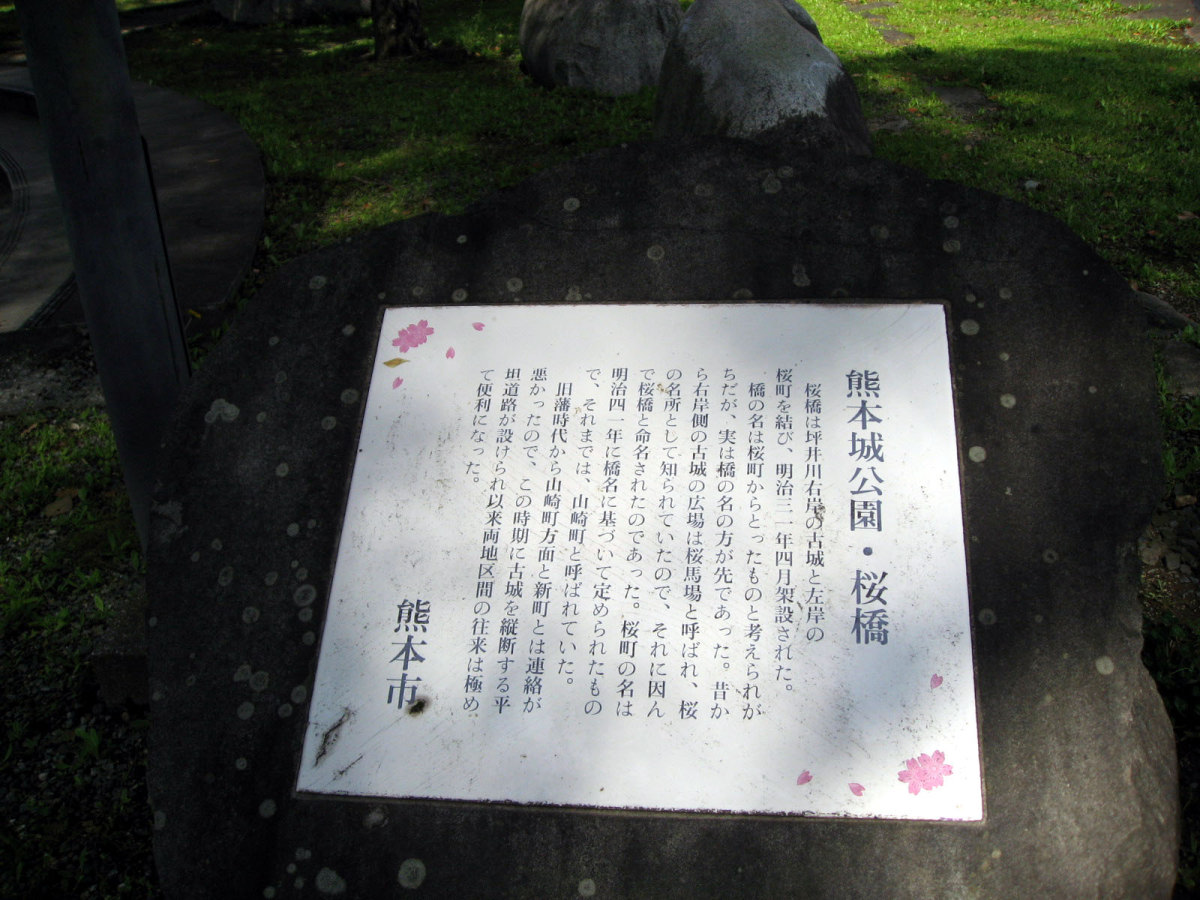 熊本城公園・桜橋
桜橋は坪井川右岸の古城と左岸の
桜町を結び、明治三一年四月架設された。
橋の名は桜町からとったものと考えられが
ちだが、実は橋の名の方が先であった。昔か
ら右岸側の古城の広場は桜馬場と呼ばれ、桜
の名所として知られていたので、それに因ん
で桜橋と命名されたのであった。桜町の名は
明治四一年に橋名に基づいて定められたもの
で、それまでは、山崎町と呼ばれていた。
旧藩時代から山崎町方面と新町とは連絡が
悪かったので、この時期に古城を縦断する平
坦道路が設けられ以来両地区間の往来は極め
て便利になった。
熊本市